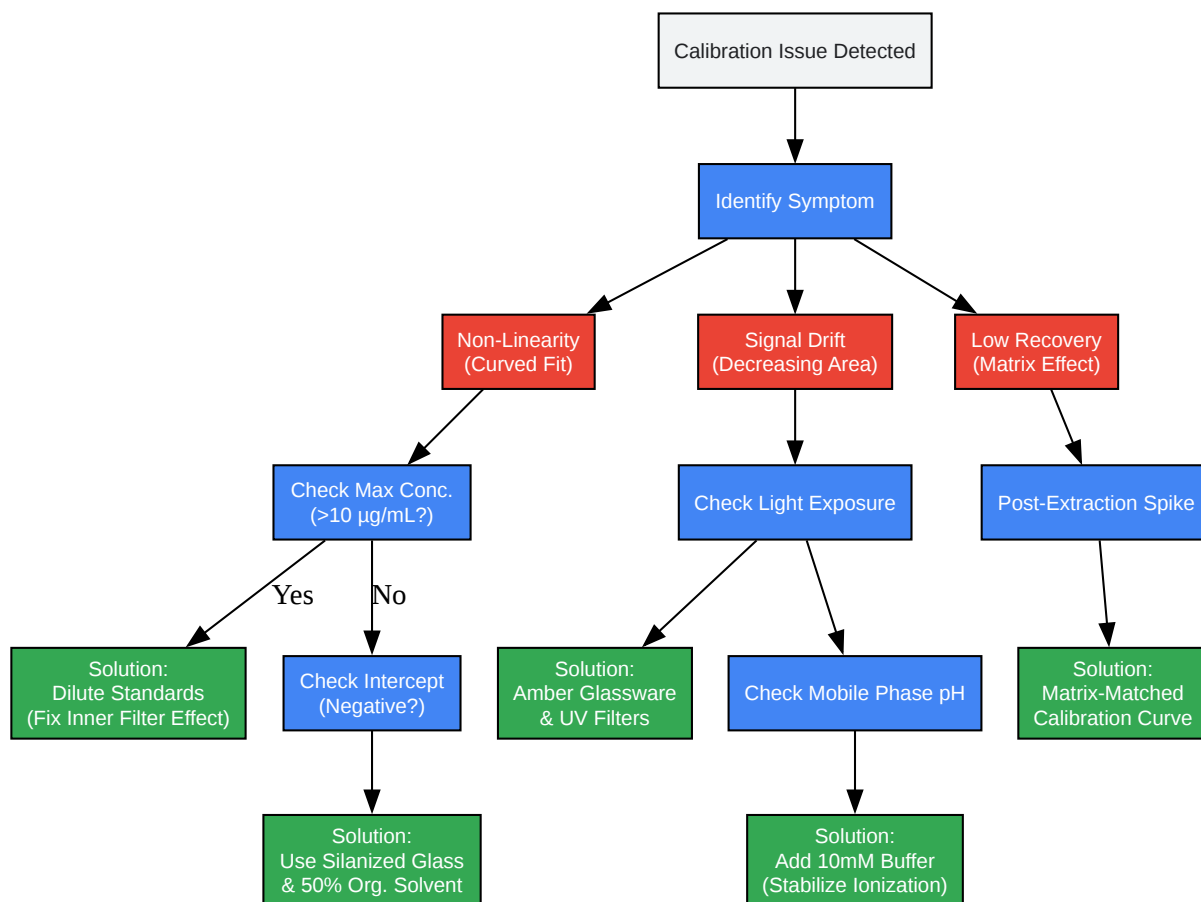 Calibration Issue Detected
Identify Symptom
Non-Linearity
(Curved Fit)
Signal Drift
(Decreasing Area)
Low Recovery
(Matrix Effect)
Check Max Conc.
(>10 µg/mL?)
Check Light Exposure
Post-Extraction Spike
Yes
No
Solution:
Dilute Standards
(Fix Inner Filter Effect)
Check Intercept
(Negative?)
Solution:
Amber Glassware
& UV Filters
Check Mobile Phase pH
Solution:
Matrix-Matched
Calibration Curve
Solution:
Use Silanized Glass
& 50% Org. Solvent
Solution:
Add 10mM Buffer
(Stabilize Ionization)